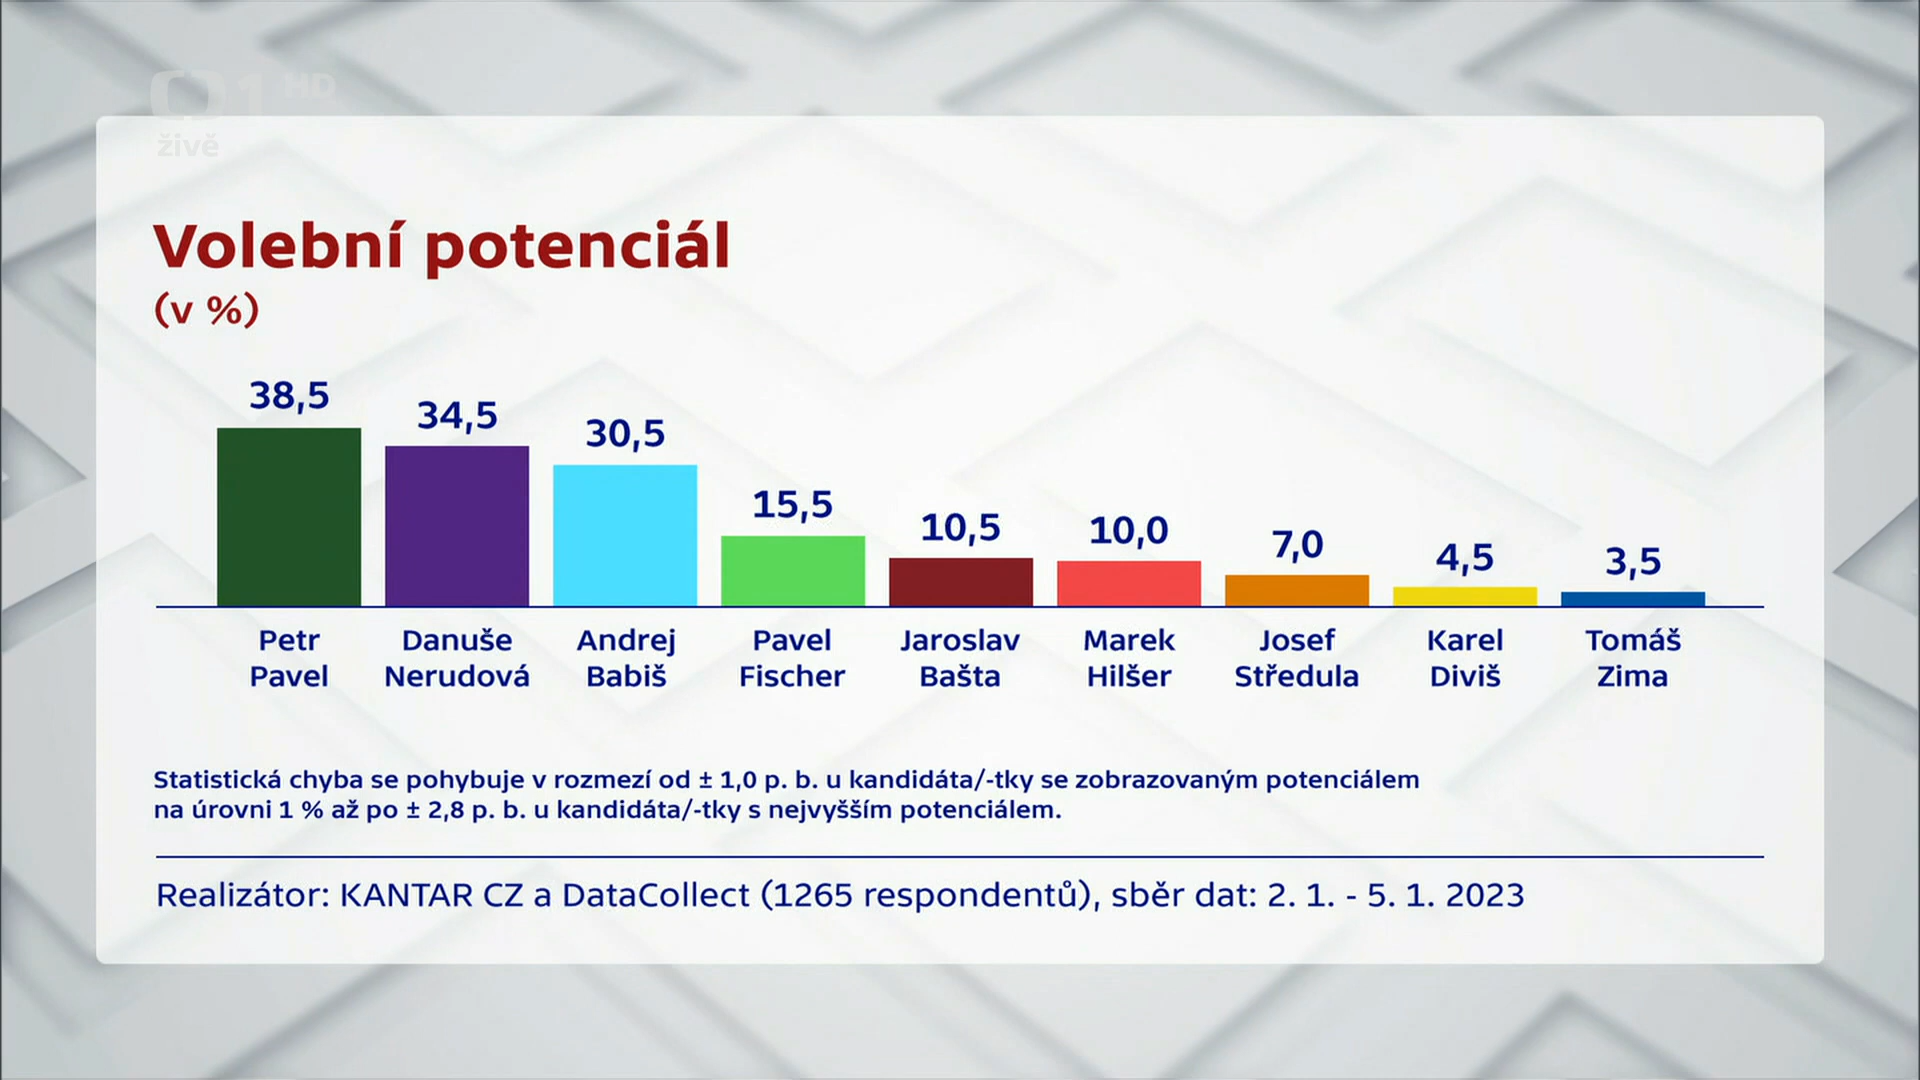 1 HD
živě
Volební potenciál
(v %)
38,5
34,5
30,5
15,5
10,5
10,0
7,0
4,5
3,5
Petr
Pavel
Danuše
Nerudová
Andrej
Babiš
Pavel
Fischer
Jaroslav
Bašta
Marek
Hilšer
Josef
Středula
Karel
Diviš
Tomáš
Zima
Statistická chyba se pohybuje v rozmezí od ± 1,0 p. b. u kandidáta/-tky se zobrazovaným potenciálem
na úrovni 1 % až po ± 2,8 p. b. u kandidáta/-tky s nejvyšším potenciálem.
Realizátor: KANTAR CZ a DataCollect (1265 respondentů), sběr dat: 2. 1. - 5. 1. 2023